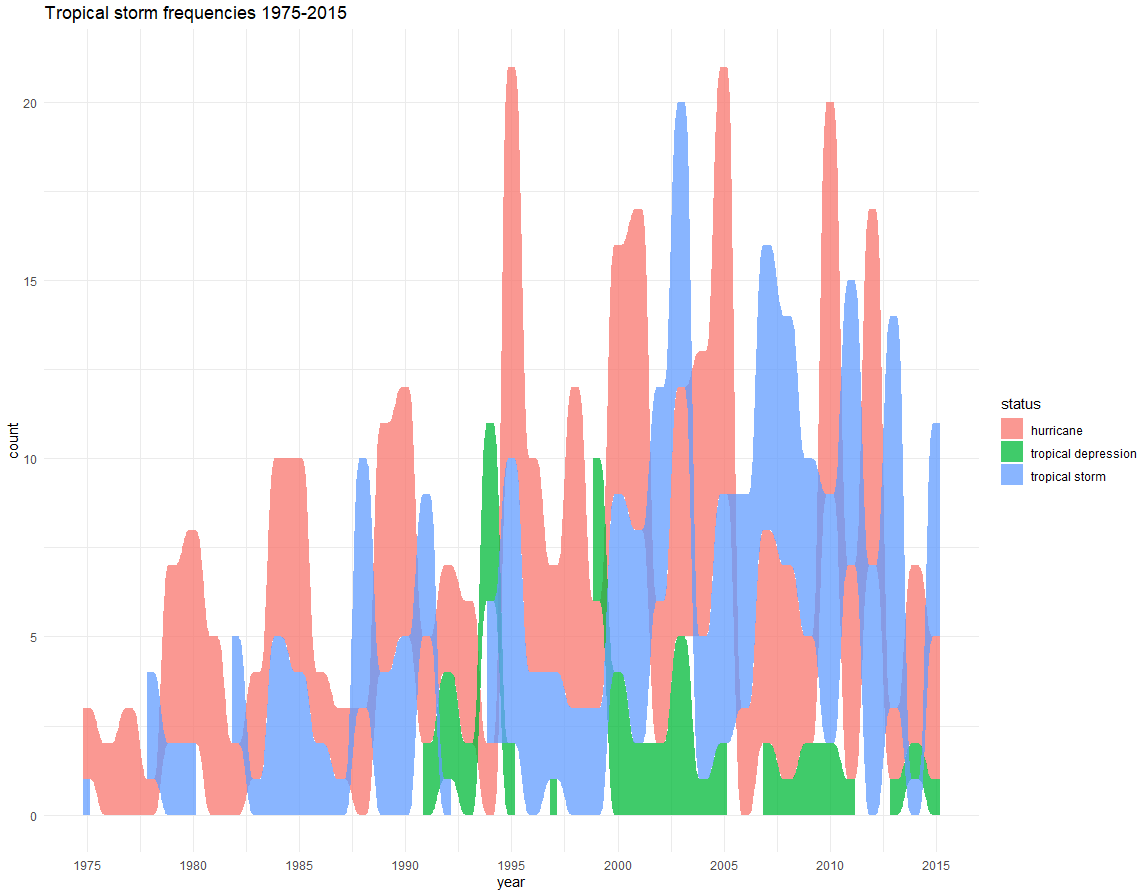 Tropical storm frequencies 1975-2015
20
15
10
5
0
count
1975 1980 1985 1990 1995 2000 2005 2010 2015
year
status
hurricane
tropical depression
tropical storm